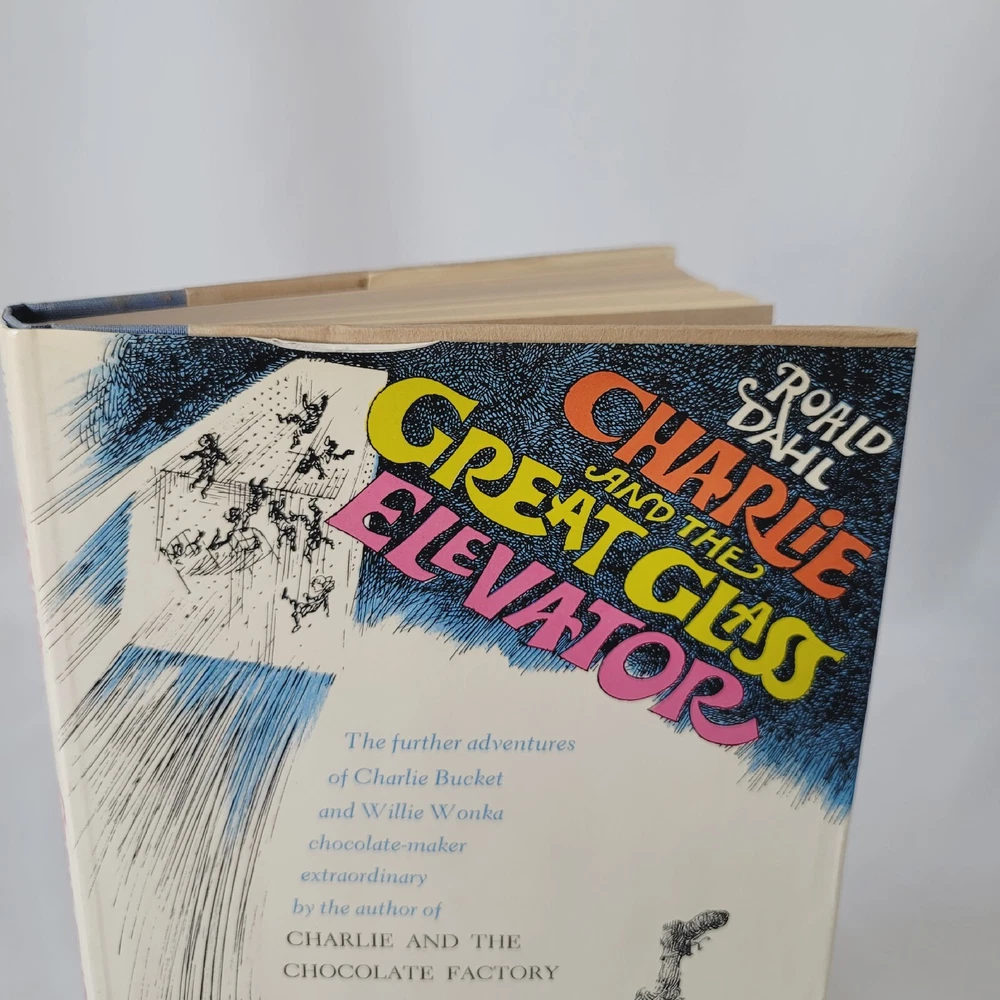 ROALD
DAHL
CHARLiE
AND THE
GREAT GLASS
ELEVATOR
The further adventures
of Charlie Bucket
and Willie Wonka
chocolate-maker
extraordinary
by the author of
CHARLIE AND THE
CHOCOLATE FACTORY